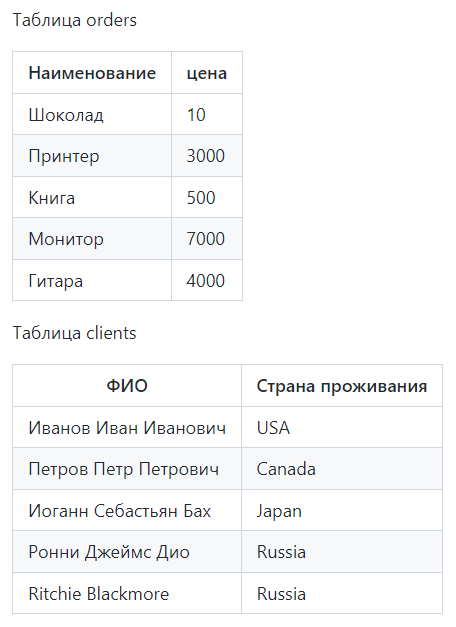 Таблица orders
Наименование цена
Шоколад 10
Принтер 3000
Книга 500
Монитор 7000
Гитара 4000
Таблица clients
ФИО Страна проживания
Иванов Иван Иванович USA
Петров Петр Петрович Canada
Иоганн Себастьян Бах Japan
Ронни Джеймс Дио Russia
Ritchie Blackmore Russia